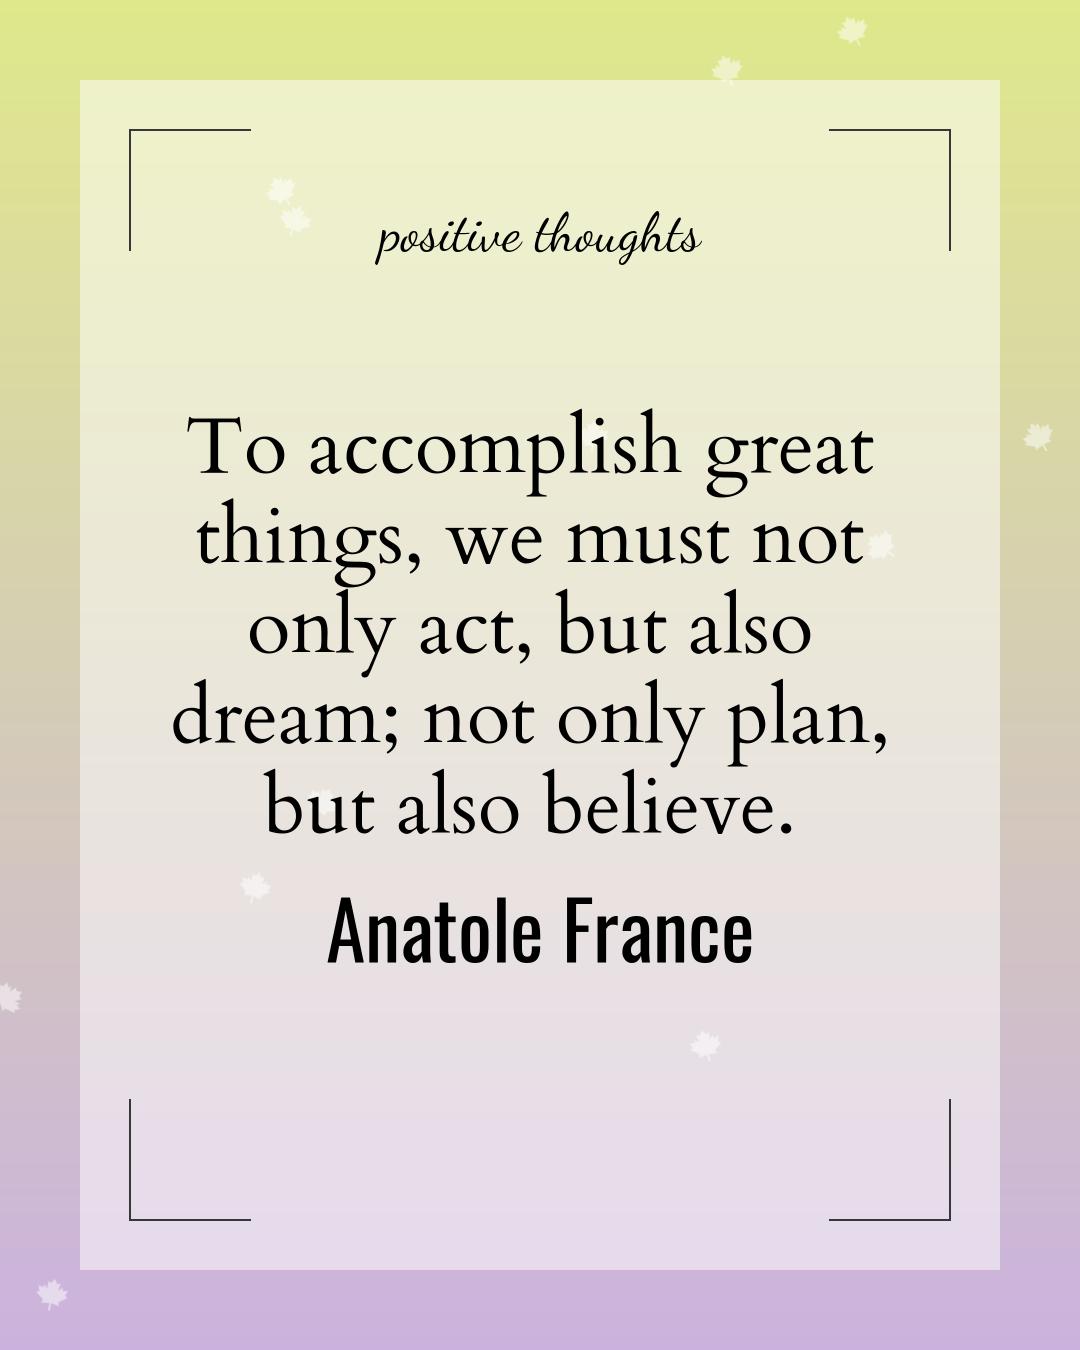 positive thoughts
To accomplish great
things, we must not
only act, but also
dream; not only plan,
but also believe.
Anatole France